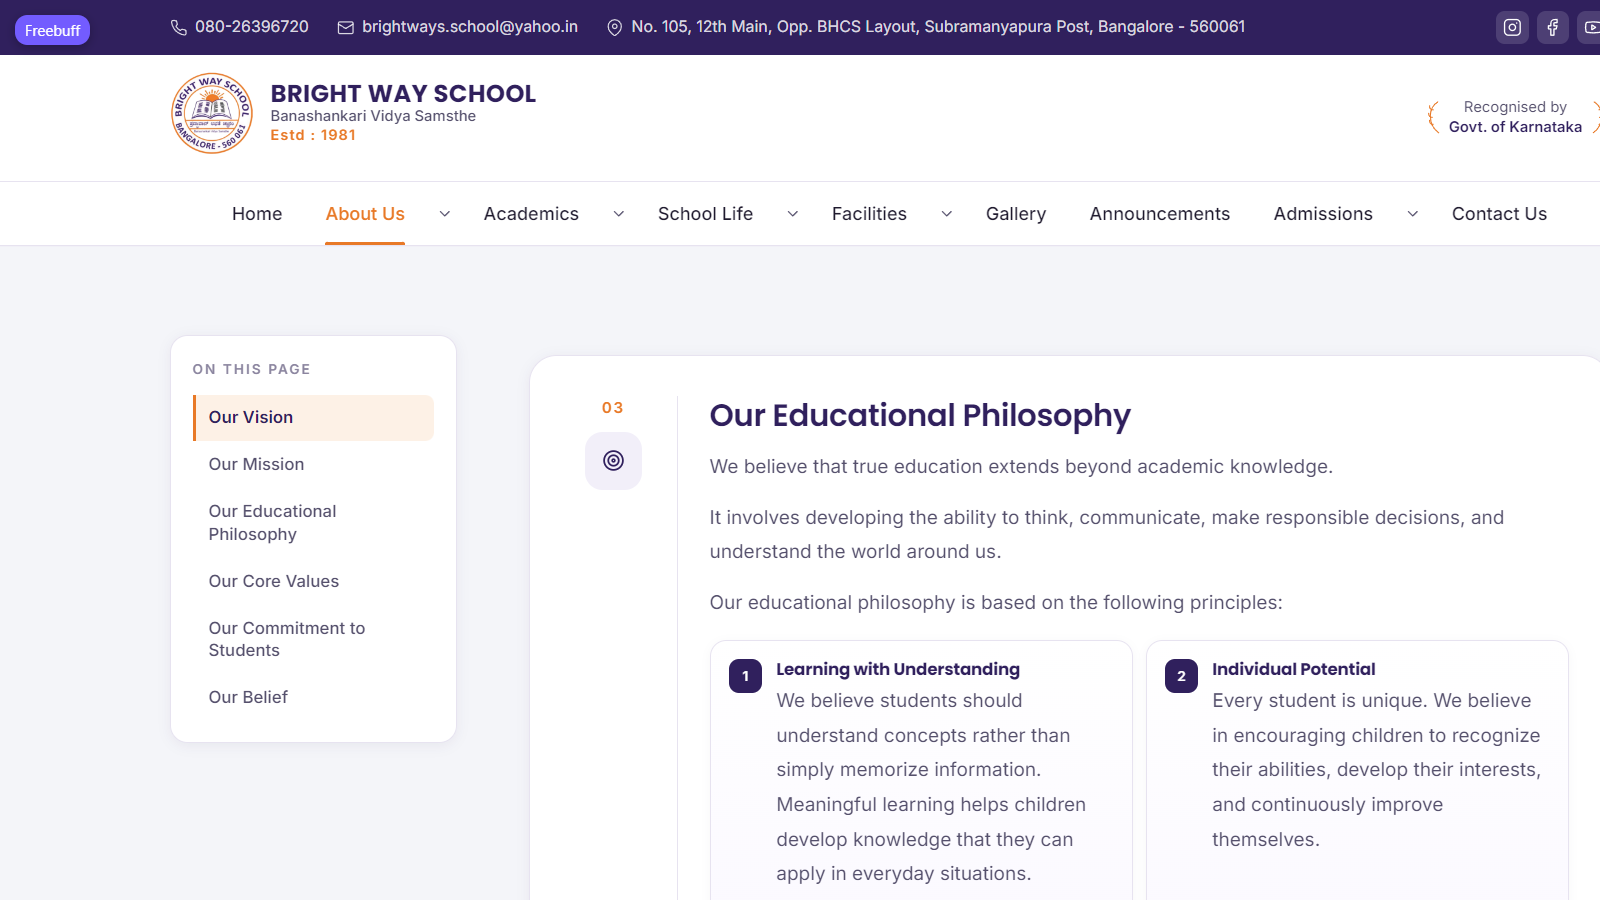 Freebuff
080-26396720
brightways.school@yahoo.in
No. 105, 12th Main, Opp. BHCS Layout, Subramanyapura Post, Bangalore - 560061
BRIGHT WAY SCHOOL
BANGALORE - 560 061
BRIGHT WAY SCHOOL
Banashankari Vidya Samsthe
Estd : 1981
Recognised by
Govt. of Karnataka
Home
About Us
Academics
School Life
Facilities
Gallery
Announcements
Admissions
Contact Us
ON THIS PAGE
Our Vision
Our Mission
Our Educational
Philosophy
Our Core Values
Our Commitment to
Students
Our Belief
03
Our Educational Philosophy
We believe that true education extends beyond academic knowledge.
It involves developing the ability to think, communicate, make responsible decisions, and
understand the world around us.
Our educational philosophy is based on the following principles:
1
Learning with Understanding
We believe students should
understand concepts rather than
simply memorize information.
Meaningful learning helps children
develop knowledge that they can
apply in everyday situations.
2
Individual Potential
Every student is unique. We believe
in encouraging children to recognize
their abilities, develop their interests,
and continuously improve
themselves.